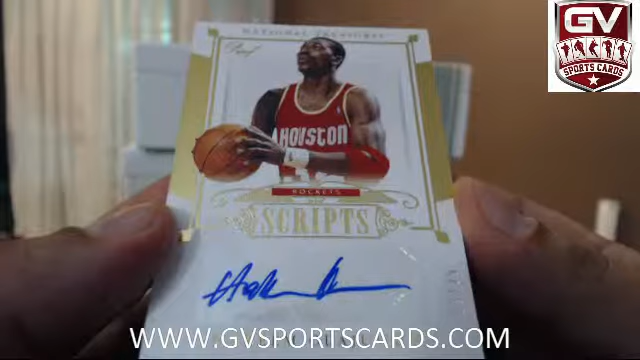 GV
SPORTS CARDS
NATIONAL TREASURES
Proof
HOUSTON
ROCKETS
SCRIPTS
WWW.GVSPORTSCARDS.COM